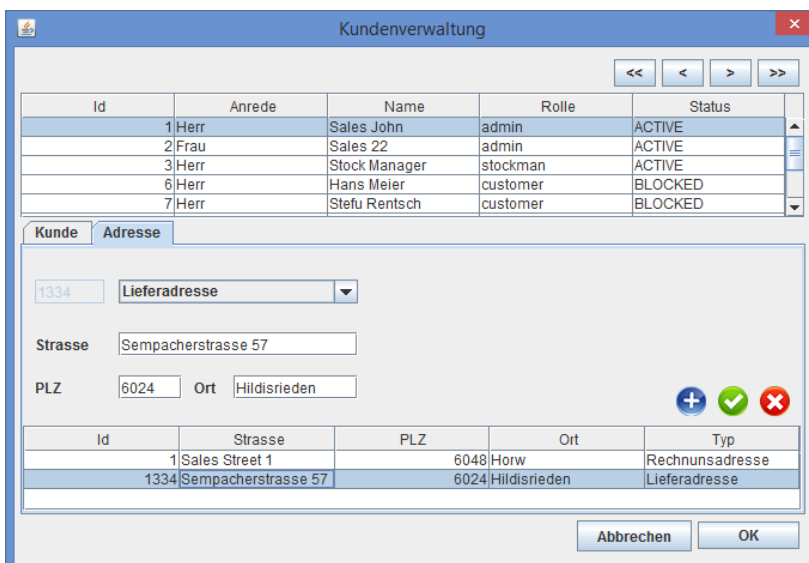 Kundenverwaltung
<< < > >>
Id Anrede Name Rolle Status
1 Herr Sales John admin ACTIVE
2 Frau Sales 22 admin ACTIVE
3 Herr Stock Manager stockman ACTIVE
6 Herr Hans Meier customer BLOCKED
7 Herr Stefu Rentsch customer BLOCKED
Kunde Adresse
1334 Lieferadresse
Strasse Sempacherstrasse 57
PLZ 6024 Ort Hildisrieden
Id Strasse PLZ Ort Typ
1 Sales Street 1 6048 Horw Rechnunsadresse
1334 Sempacherstrasse 57 6024 Hildisrieden Lieferadresse
Abbrechen OK